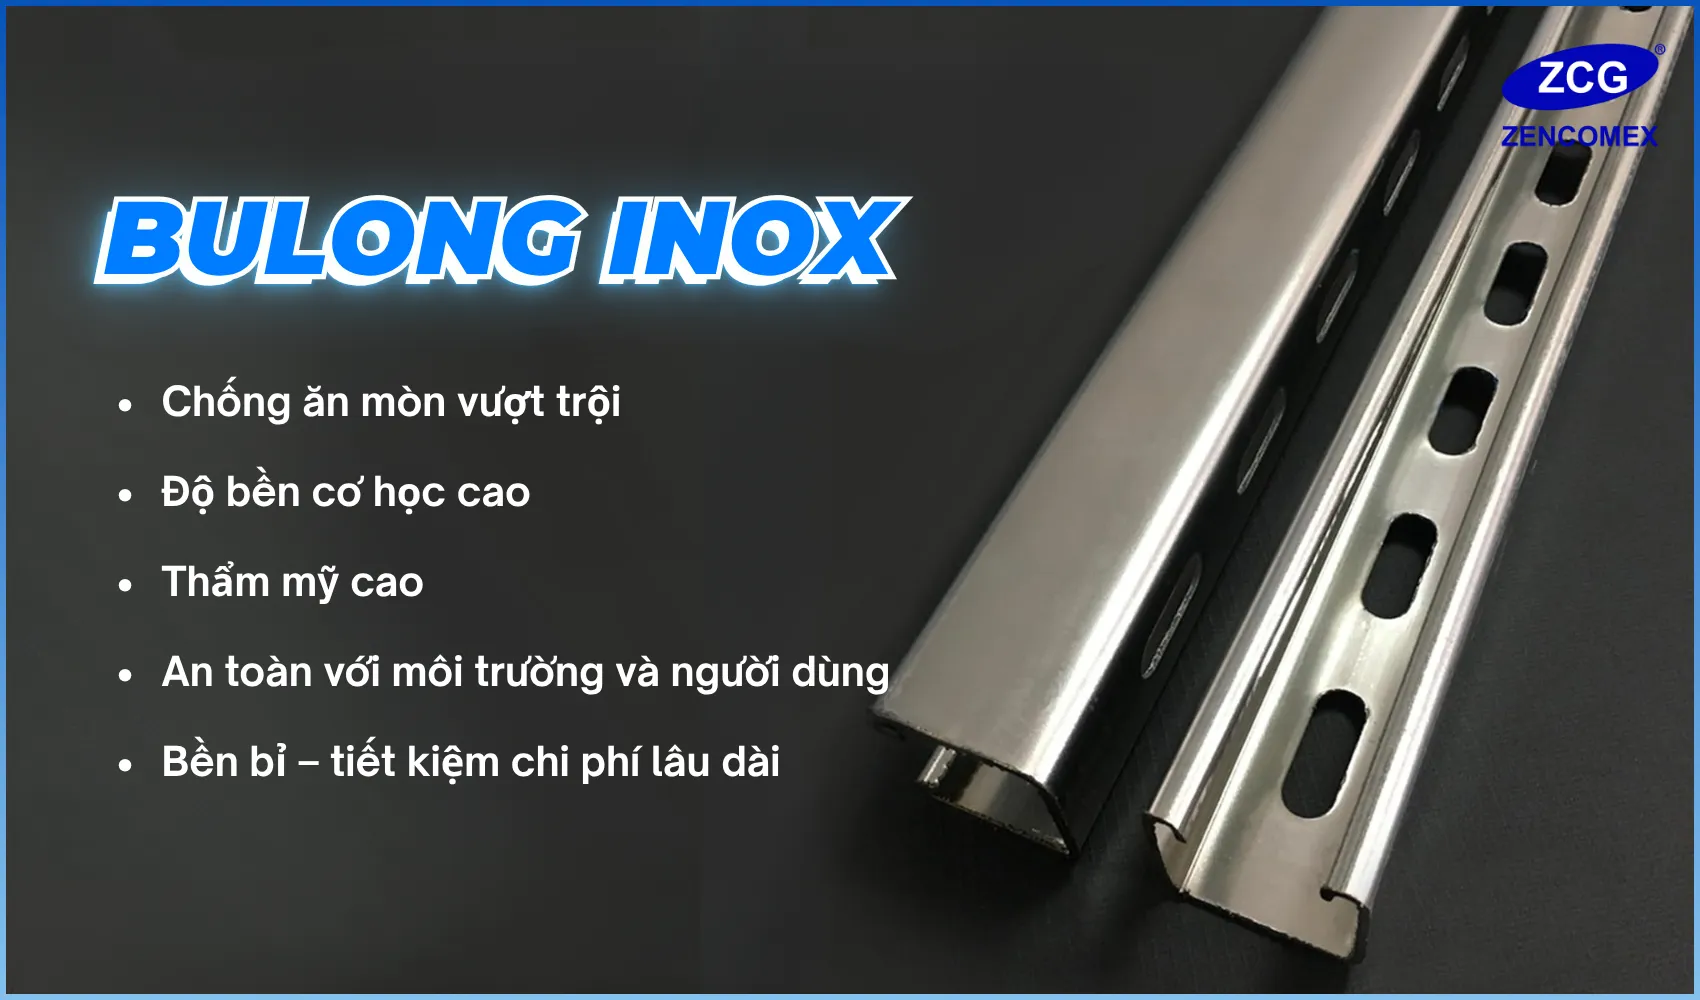 ZCG®
ZENCOMEX
BULONG INOX
• Chống ăn mòn vượt trội
• Độ bền cơ học cao
• Thẩm mỹ cao
• An toàn với môi trường và người dùng
• Bền bỉ – tiết kiệm chi phí lâu dài